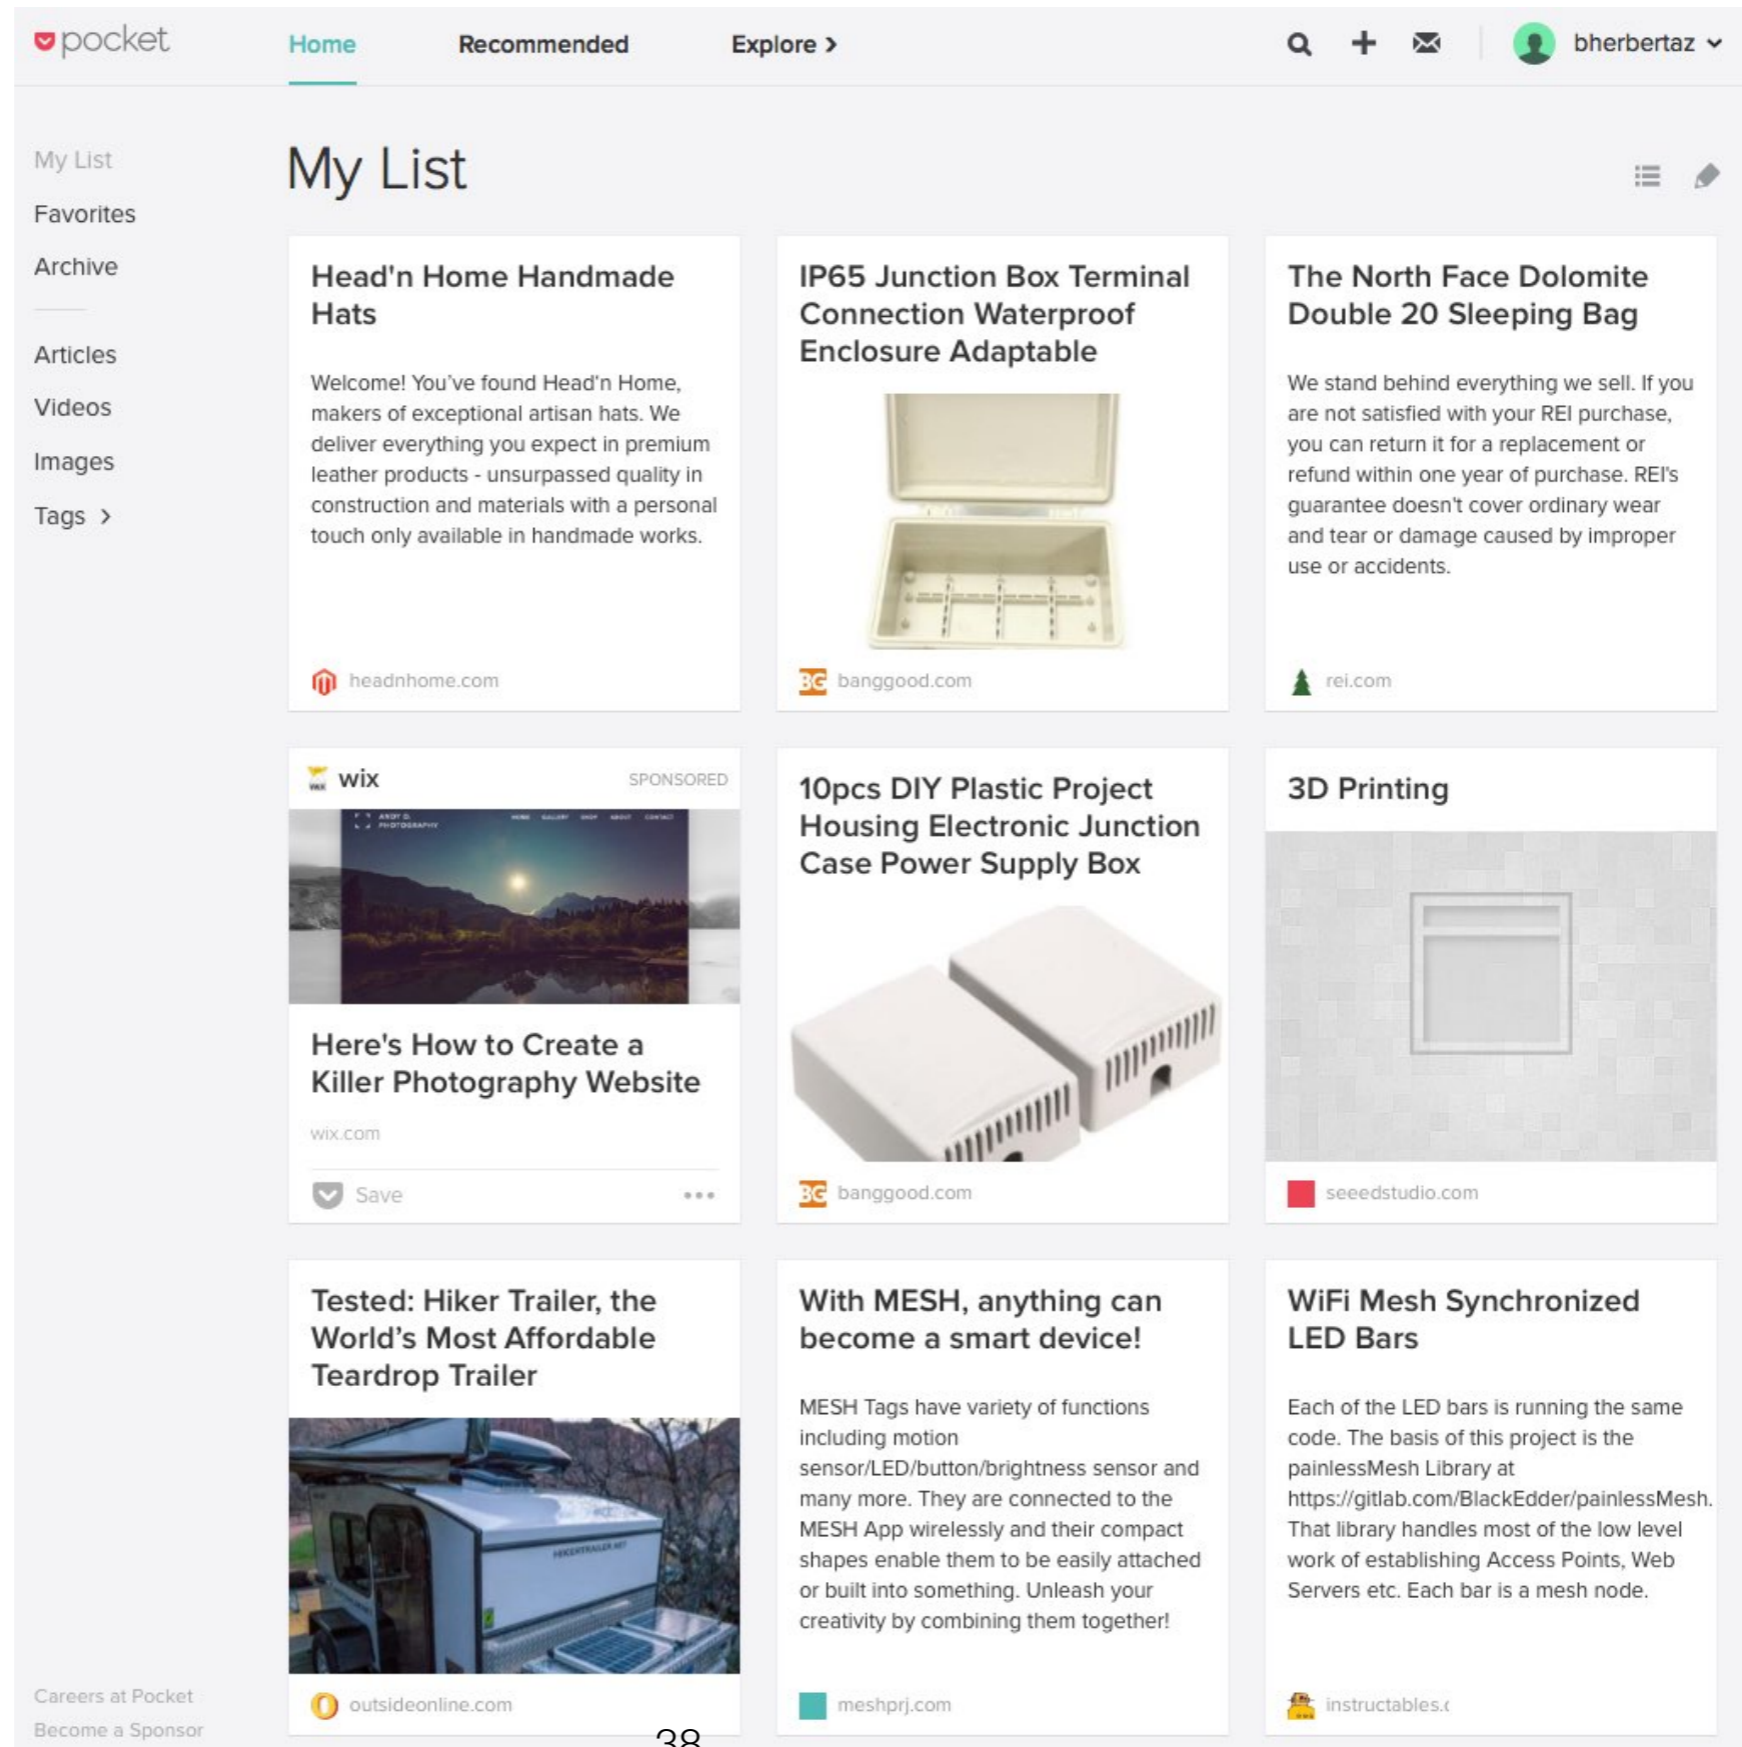 pocket
Home
Recommended
Explore >
bherbertaz
My List
Favorites
Archive
Articles
Videos
Images
Tags >
Careers at Pocket
Become a Sponsor
My List
Head'n Home Handmade
Hats
Welcome! You've found Head'n Home,
makers of exceptional artisan hats. We
deliver everything you expect in premium
leather products - unsurpassed quality in
construction and materials with a personal
touch only available in handmade works.
headnhome.com
IP65 Junction Box Terminal
Connection Waterproof
Enclosure Adaptable
BG banggood.com
The North Face Dolomite
Double 20 Sleeping Bag
We stand behind everything we sell. If you
are not satisfied with your REI purchase,
you can return it for a replacement or
refund within one year of purchase. REI's
guarantee doesn't cover ordinary wear
and tear or damage caused by improper
use or accidents.
rei.com
WIX wix
SPONSORED
ANDY D.
PHOTOGRAPHY
HOME GALLERY SHOP ABOUT CONTACT
Here's How to Create a
Killer Photography Website
wix.com
Save
10pcs DIY Plastic Project
Housing Electronic Junction
Case Power Supply Box
BG banggood.com
3D Printing
seeedstudio.com
Tested: Hiker Trailer, the
World's Most Affordable
Teardrop Trailer
HIKERTRAILER.NET
outsideonline.com
With MESH, anything can
become a smart device!
MESH Tags have variety of functions
including motion
sensor/LED/button/brightness sensor and
many more. They are connected to the
MESH App wirelessly and their compact
shapes enable them to be easily attached
or built into something. Unleash your
creativity by combining them together!
meshprj.com
WiFi Mesh Synchronized
LED Bars
Each of the LED bars is running the same
code. The basis of this project is the
painlessMesh Library at
https://gitlab.com/BlackEdder/painlessMesh.
That library handles most of the low level
work of establishing Access Points, Web
Servers etc. Each bar is a mesh node.
instructables.c
38